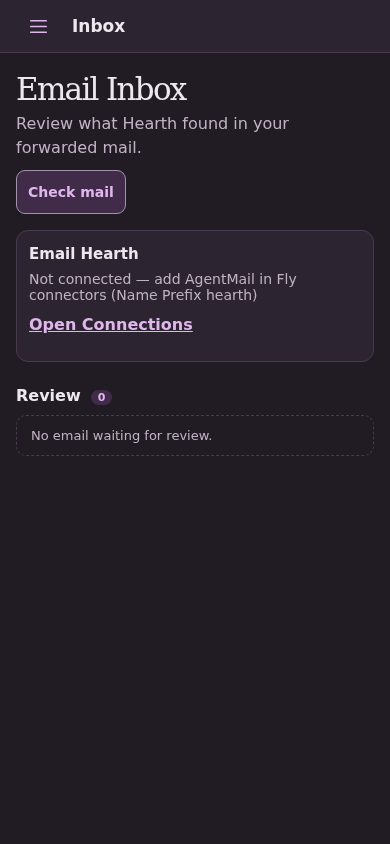 Inbox
Email Inbox
Review what Hearth found in your
forwarded mail.
Check mail
Email Hearth
Not connected — add AgentMail in Fly
connectors (Name Prefix hearth)
Open Connections
Review 0
No email waiting for review.